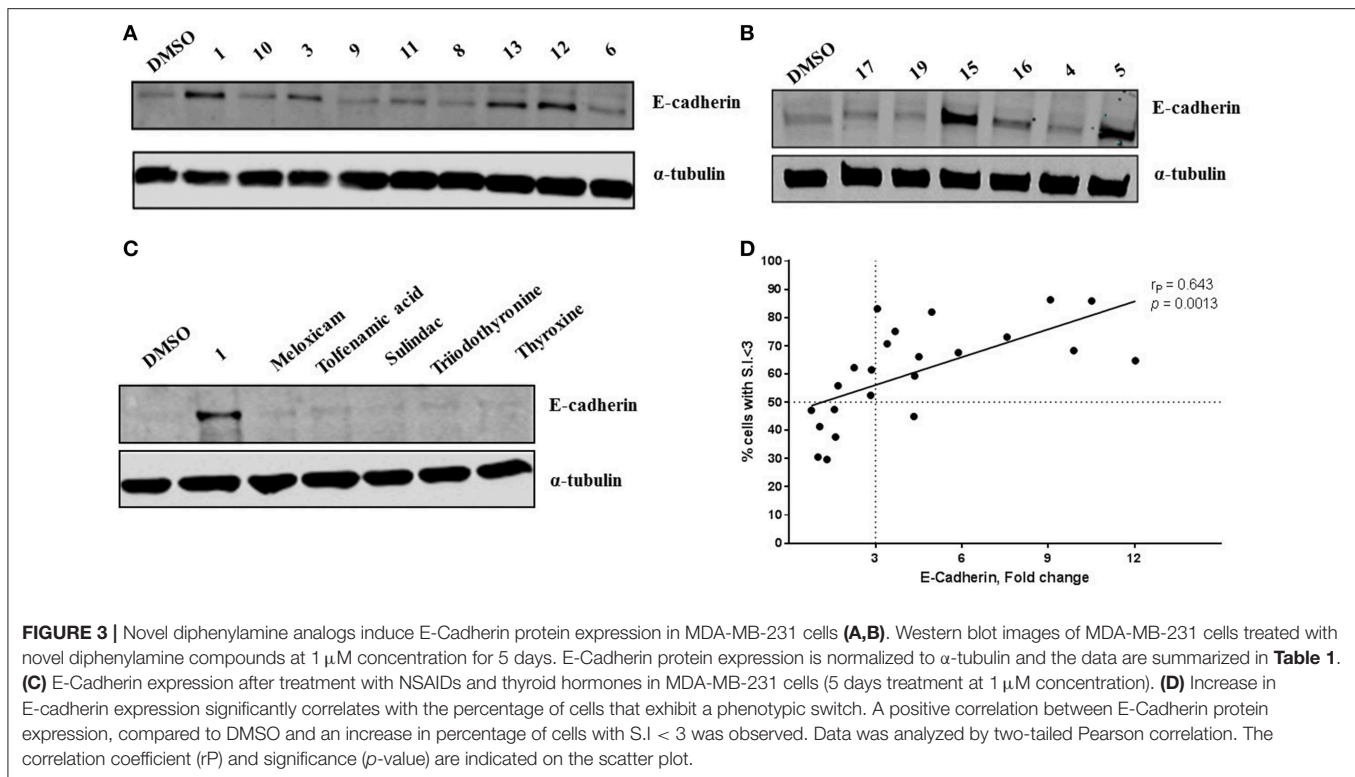 A
DMSO 1 10 3 9 11 8 13 12 6
E-cadherin
α-tubulin
B
DMSO 17 19 15 16 4 5
E-cadherin
α-tubulin
C
DMSO 1 Meloxicam Tolfenamic acid Sulindac Triiodothyronine Thyroxine
E-cadherin
α-tubulin
D
100
90
80
70
60
50
40
30
20
10
0
% cells with S.I.<3
rP = 0.643
p = 0.0013
3 6 9 12
E-Cadherin, Fold change
FIGURE 3 | Novel diphenylamine analogs induce E-Cadherin protein expression in MDA-MB-231 cells (A,B). Western blot images of MDA-MB-231 cells treated with
novel diphenylamine compounds at 1 μM concentration for 5 days. E-Cadherin protein expression is normalized to α-tubulin and the data are summarized in Table 1.
(C) E-Cadherin expression after treatment with NSAIDs and thyroid hormones in MDA-MB-231 cells (5 days treatment at 1 μM concentration). (D) Increase in
E-cadherin expression significantly correlates with the percentage of cells that exhibit a phenotypic switch. A positive correlation between E-Cadherin protein
expression, compared to DMSO and an increase in percentage of cells with S.I < 3 was observed. Data was analyzed by two-tailed Pearson correlation. The
correlation coefficient (rP) and significance (p-value) are indicated on the scatter plot.